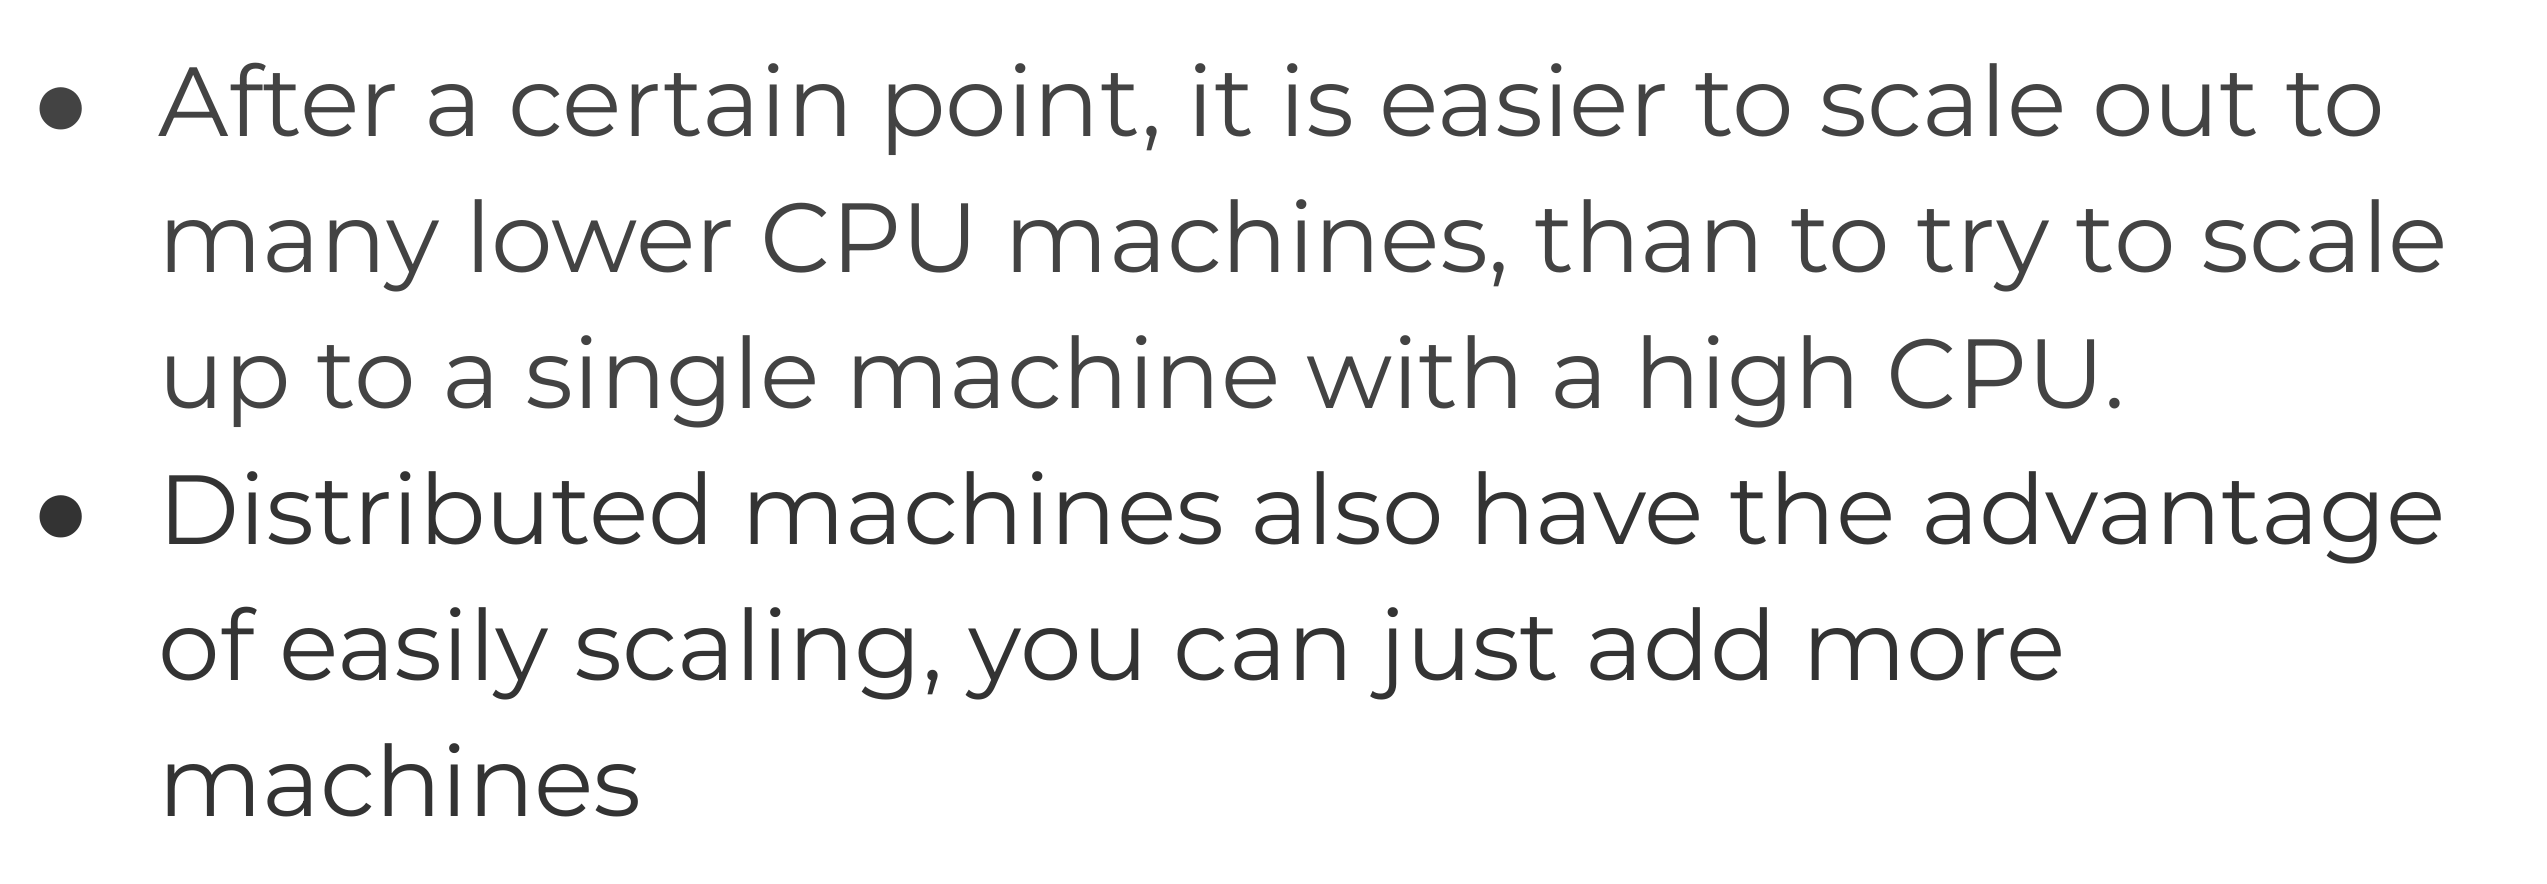 ● After a certain point, it is easier to scale out to
many lower CPU machines, than to try to scale
up to a single machine with a high CPU.
● Distributed machines also have the advantage
of easily scaling, you can just add more
machines